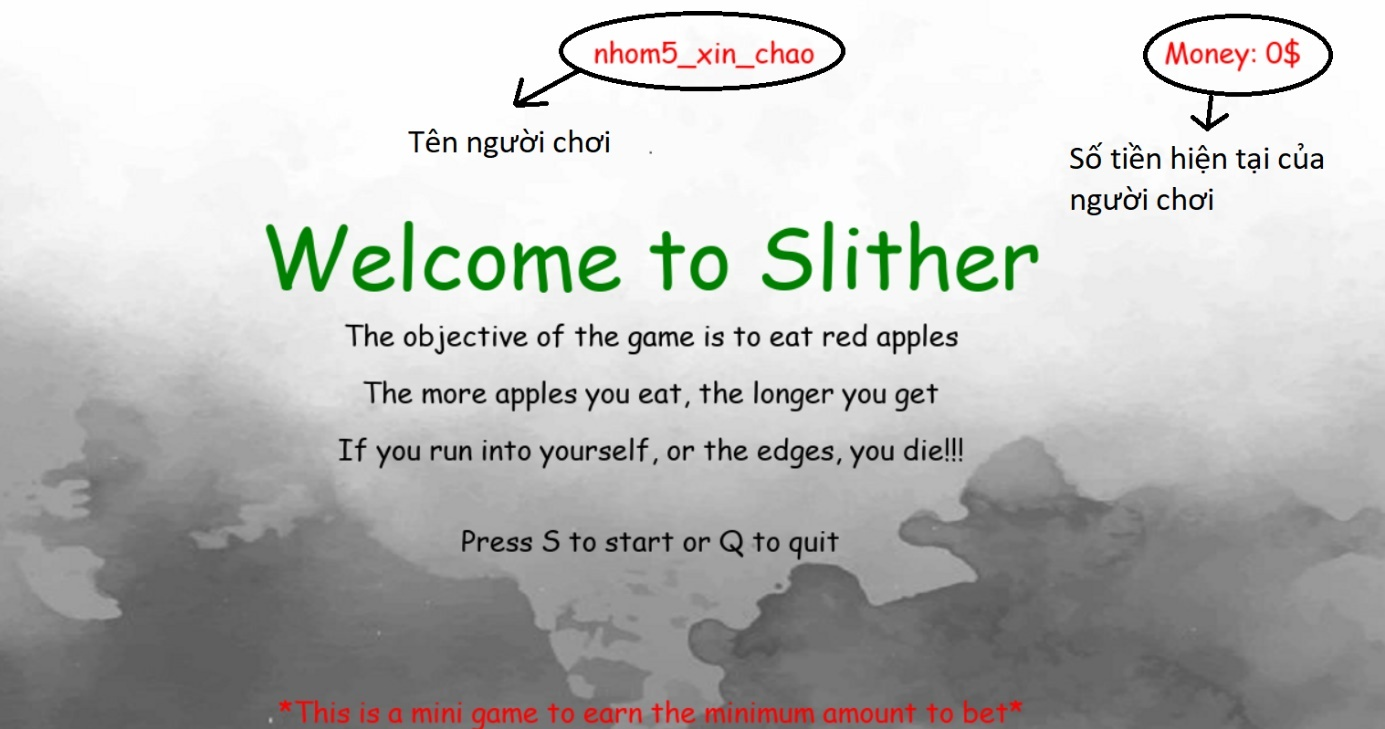 nhom5_xin_chao
Money: 0$
Tên người chơi
Số tiền hiện tại của
người chơi
Welcome to Slither
The objective of the game is to eat red apples
The more apples you eat, the longer you get
If you run into yourself, or the edges, you die!!!
Press S to start or Q to quit
*This is a mini game to earn the minimum amount to bet*